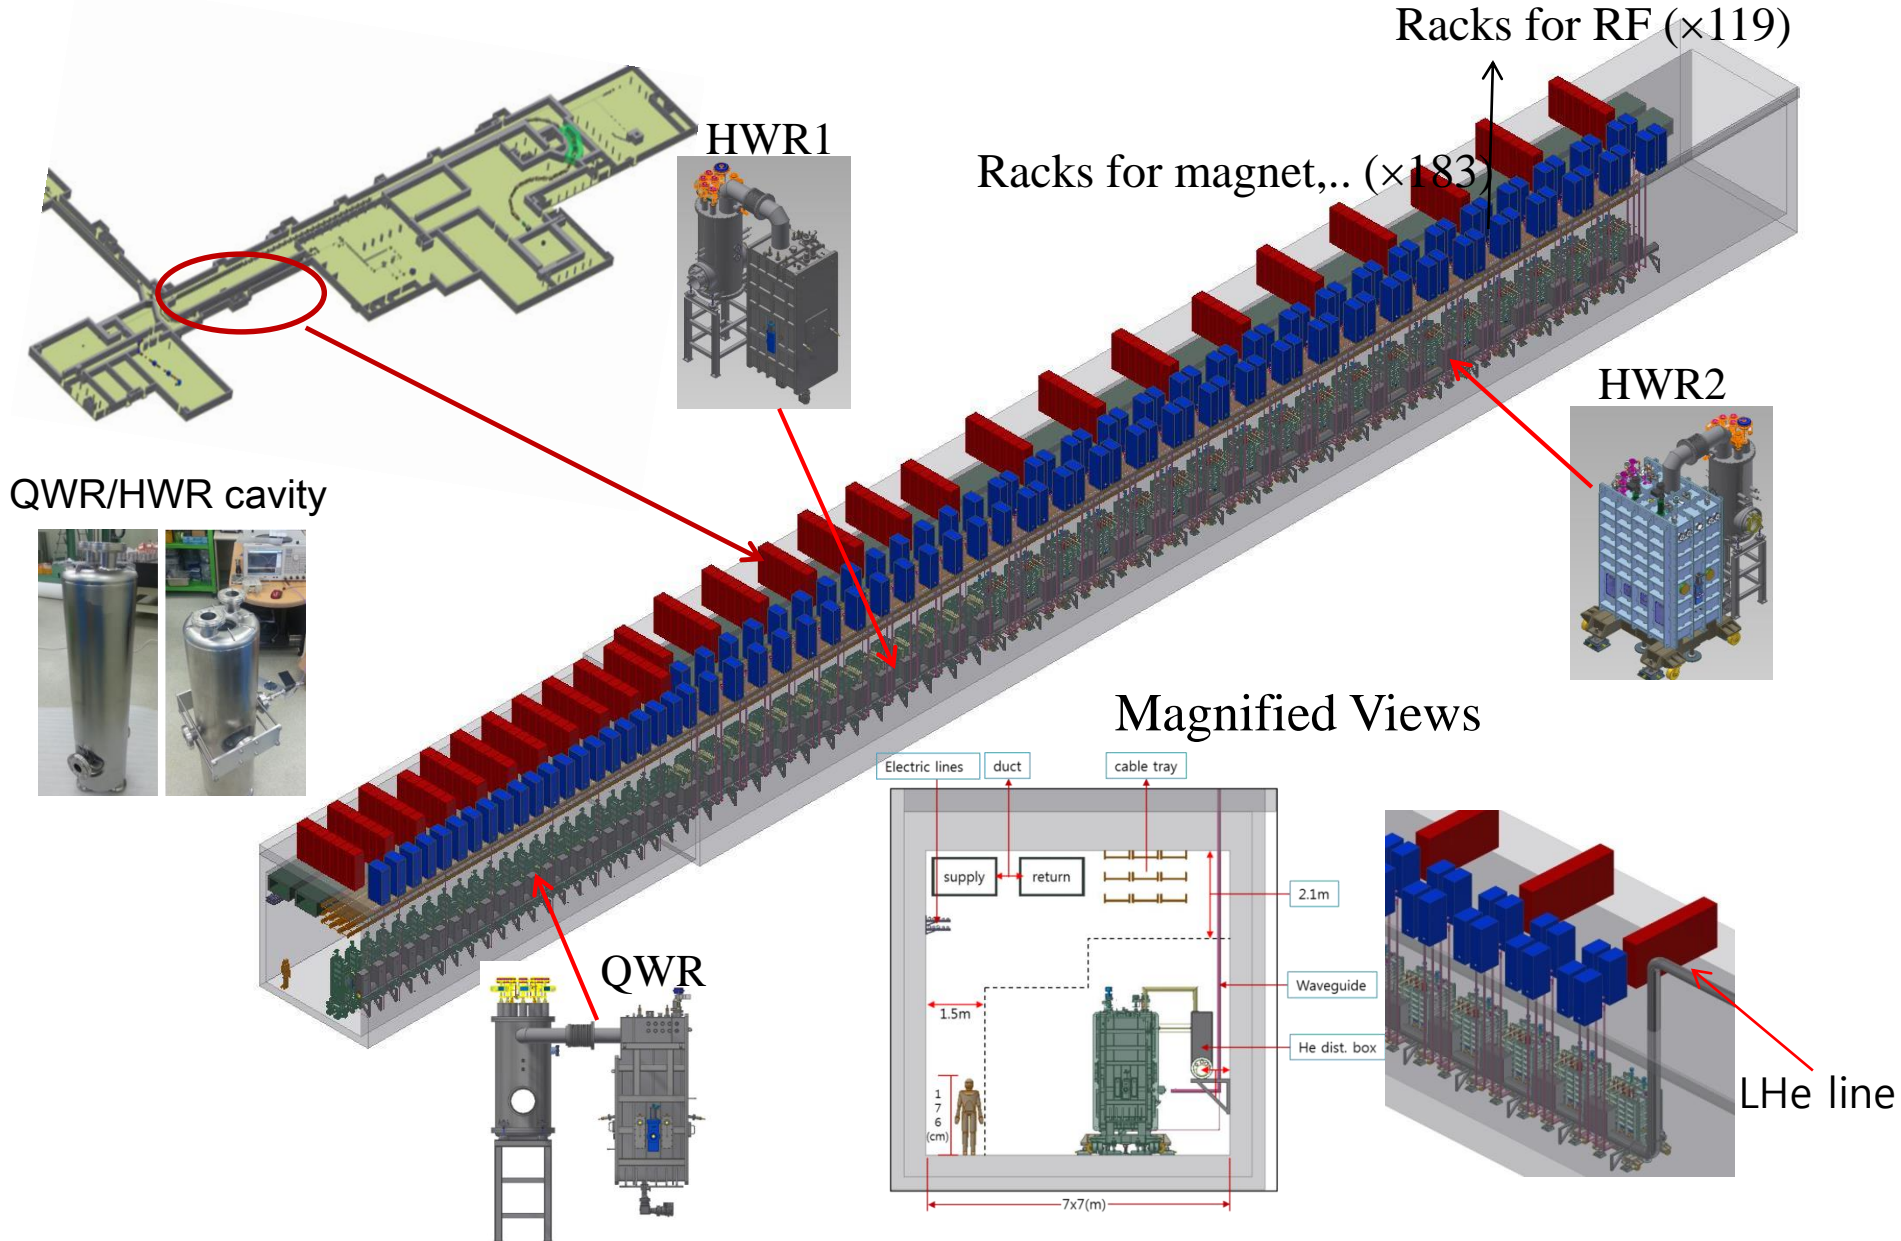 Racks for RF (×119)
HWR1
Racks for magnet,.. (×183)
HWR2
QWR/HWR cavity
Magnified Views
Electric lines
duct
cable tray
supply
return
2.1m
QWR
Waveguide
1.5m
He dist. box
1
7
6
(cm)
LHe line
7x7(m)